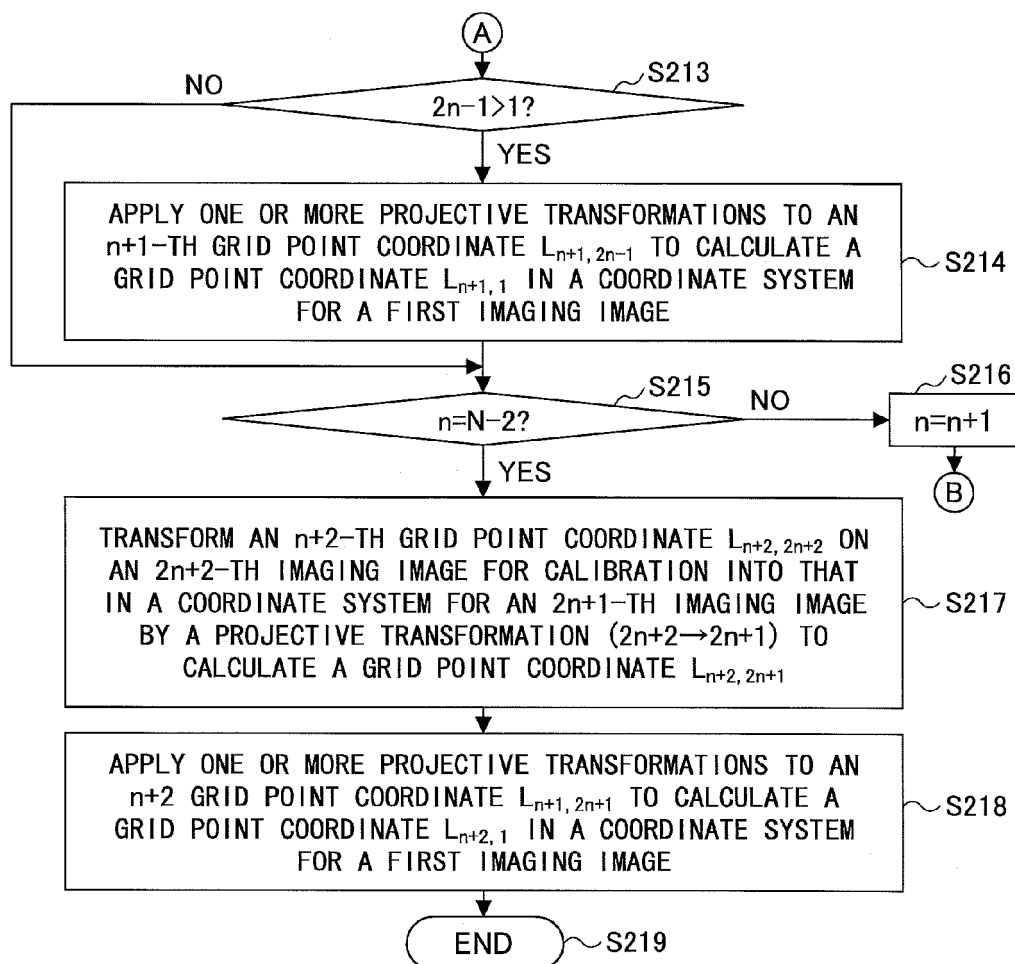 A
S213
NO
2n-1>1?
YES
APPLY ONE OR MORE PROJECTIVE TRANSFORMATIONS TO AN
n+1-TH GRID POINT COORDINATE Lₙ₊₁, ₂ₙ₋₁ TO CALCULATE A
GRID POINT COORDINATE Lₙ₊₁, ₁ IN A COORDINATE SYSTEM
FOR A FIRST IMAGING IMAGE
S214
S215
n=N-2?
NO
S216
n=n+1
B
YES
TRANSFORM AN n+2-TH GRID POINT COORDINATE Lₙ₊₂, ₂ₙ₊₂ ON
AN 2n+2-TH IMAGING IMAGE FOR CALIBRATION INTO THAT
IN A COORDINATE SYSTEM FOR AN 2n+1-TH IMAGING IMAGE
BY A PROJECTIVE TRANSFORMATION (2n+2→2n+1) TO
CALCULATE A GRID POINT COORDINATE Lₙ₊₂, ₂ₙ₊₁
S217
APPLY ONE OR MORE PROJECTIVE TRANSFORMATIONS TO AN
n+2 GRID POINT COORDINATE Lₙ₊₁, ₂ₙ₊₁ TO CALCULATE A
GRID POINT COORDINATE Lₙ₊₂, ₁ IN A COORDINATE SYSTEM
FOR A FIRST IMAGING IMAGE
S218
END
S219